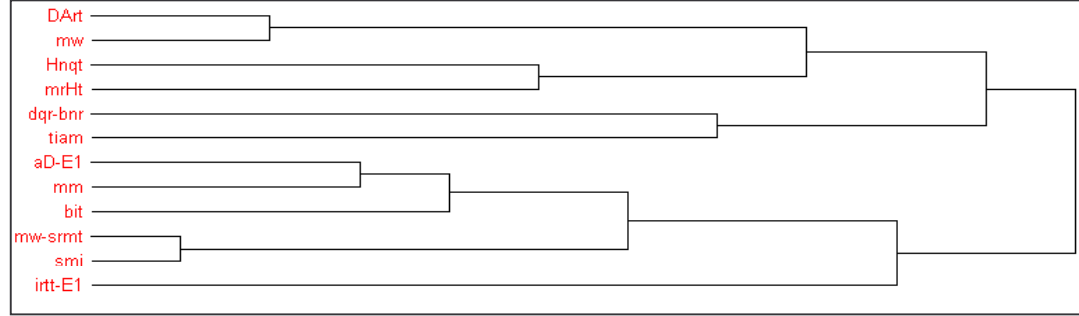 DArt
mw
Hnqt
mrHt
dqr-bnr
tiam
aD-E1
mm
bit
mw-srmt
smi
irtt-E1